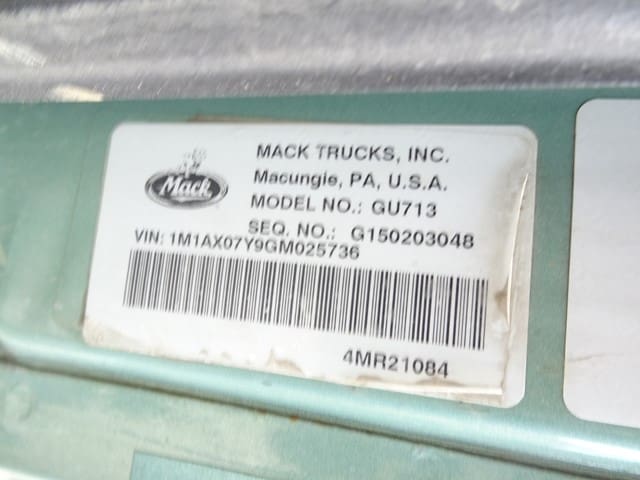 Mack
MACK TRUCKS, INC.
Macungie, PA, U.S.A.
MODEL NO.: GU713
SEQ. NO.: G150203048
VIN: 1M1AX07Y9GM025736
4MR21084